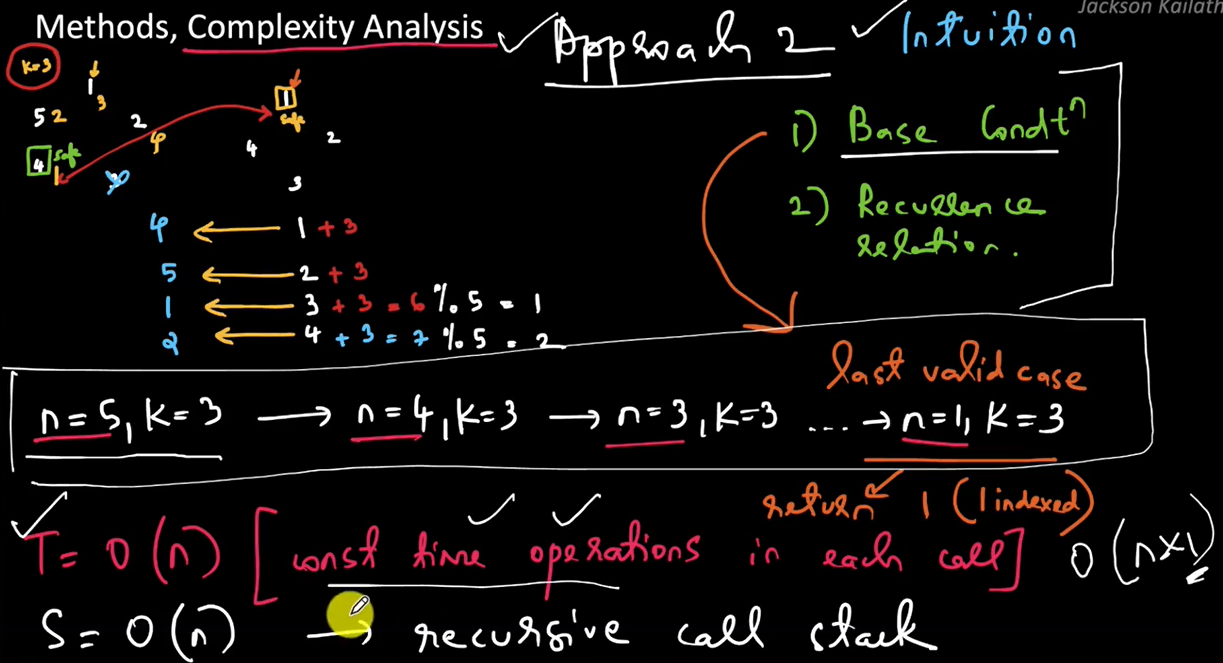 Jackson Kailath
Methods, Complexity Analysis
Approach 2
Intuition
K=3
1
3
5 2
2
4
4 safe
1
3
1
safe
4
2
3
4 ← 1 + 3
5 ← 2 + 3
1 ← 3 + 3 = 6 % 5 = 1
2 ← 4 + 3 = 7 % 5 = 2
1) Base Condtⁿ
2) Recurrence
relation.
last valid case
n=5, K=3 → n=4, K=3 → n=3, K=3 .... → n=1, K=3
return 1 (1 indexed)
T = O(n) [const time operations in each call] O(n×1)
S = O(n) → recursive call stack